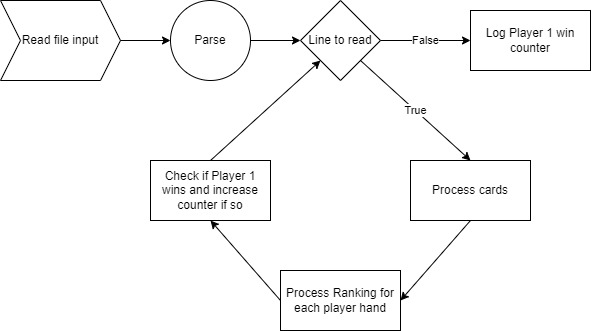 Read file input
Parse
Line to read
False
Log Player 1 win
counter
True
Process cards
Process Ranking for
each player hand
Check if Player 1
wins and increase
counter if so